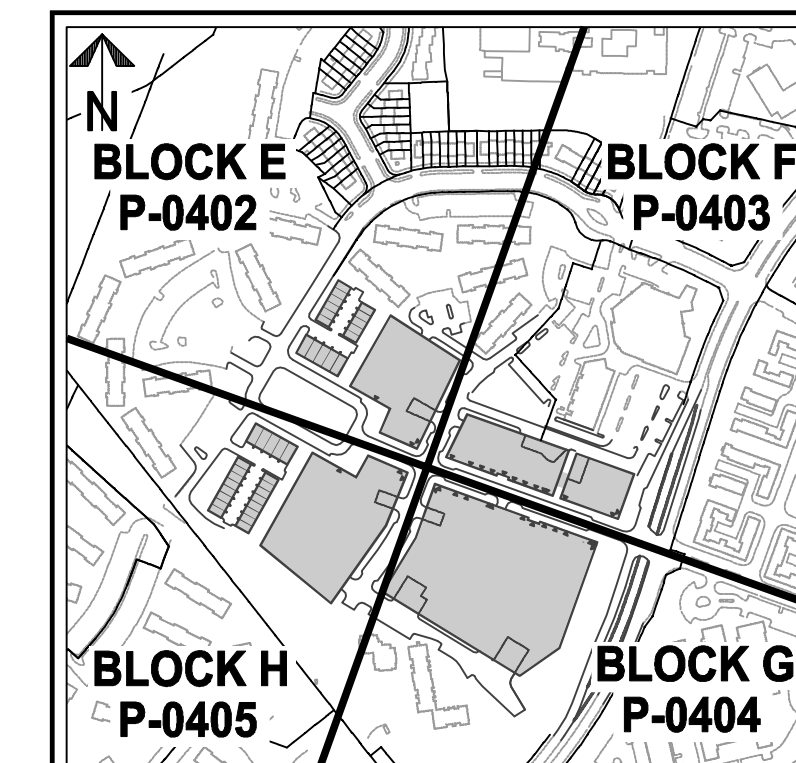 N
BLOCK E
P-0402
BLOCK F
P-0403
BLOCK H
P-0405
BLOCK G
P-0404